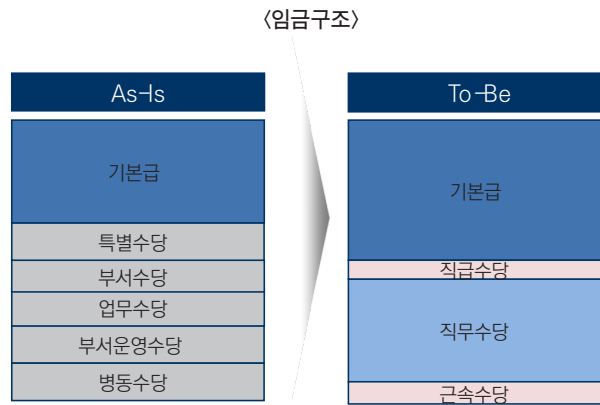 〈임금구조〉
As-Is
기본급
특별수당
부서수당
업무수당
부서운영수당
병동수당
To-Be
기본급
직급수당
직무수당
근속수당